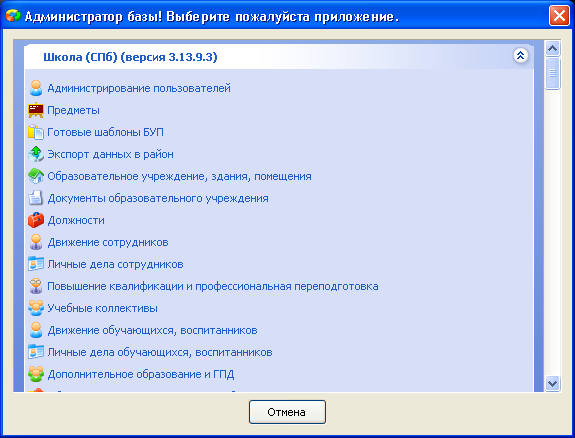 Администратор базы! Выберите пожалуйста приложение.
Школа (СПб) (версия 3.13.9.3)
Администрирование пользователей
Предметы
Готовые шаблоны БУП
Экспорт данных в район
Образовательное учреждение, здания, помещения
Документы образовательного учреждения
Должности
Движение сотрудников
Личные дела сотрудников
Повышение квалификации и профессиональная переподготовка
Учебные коллективы
Движение обучающихся, воспитанников
Личные дела обучающихся, воспитанников
Дополнительное образование и ГПД
Отмена